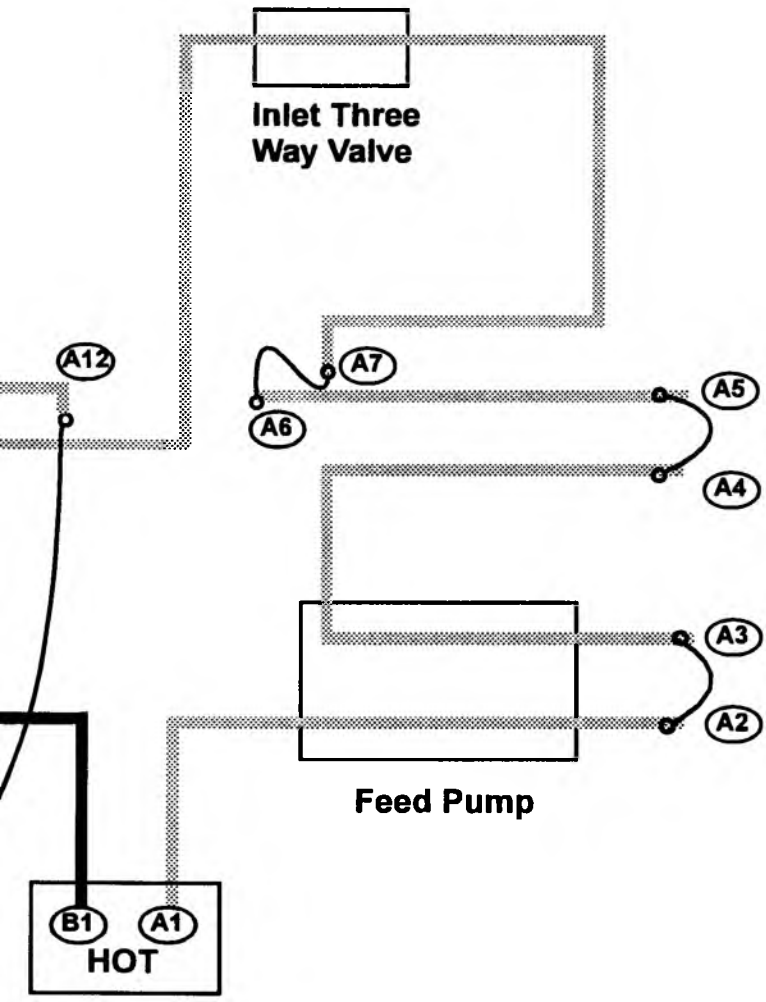 Inlet Three
Way Valve
A12
A7
A5
A6
A4
A3
A2
Feed Pump
B1 A1
HOT